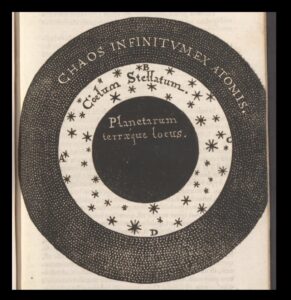 CHAOS INFINITVM EX ATOMIS.
B
Cœlum Stellatum.
Planetarum
terræque locus.
D